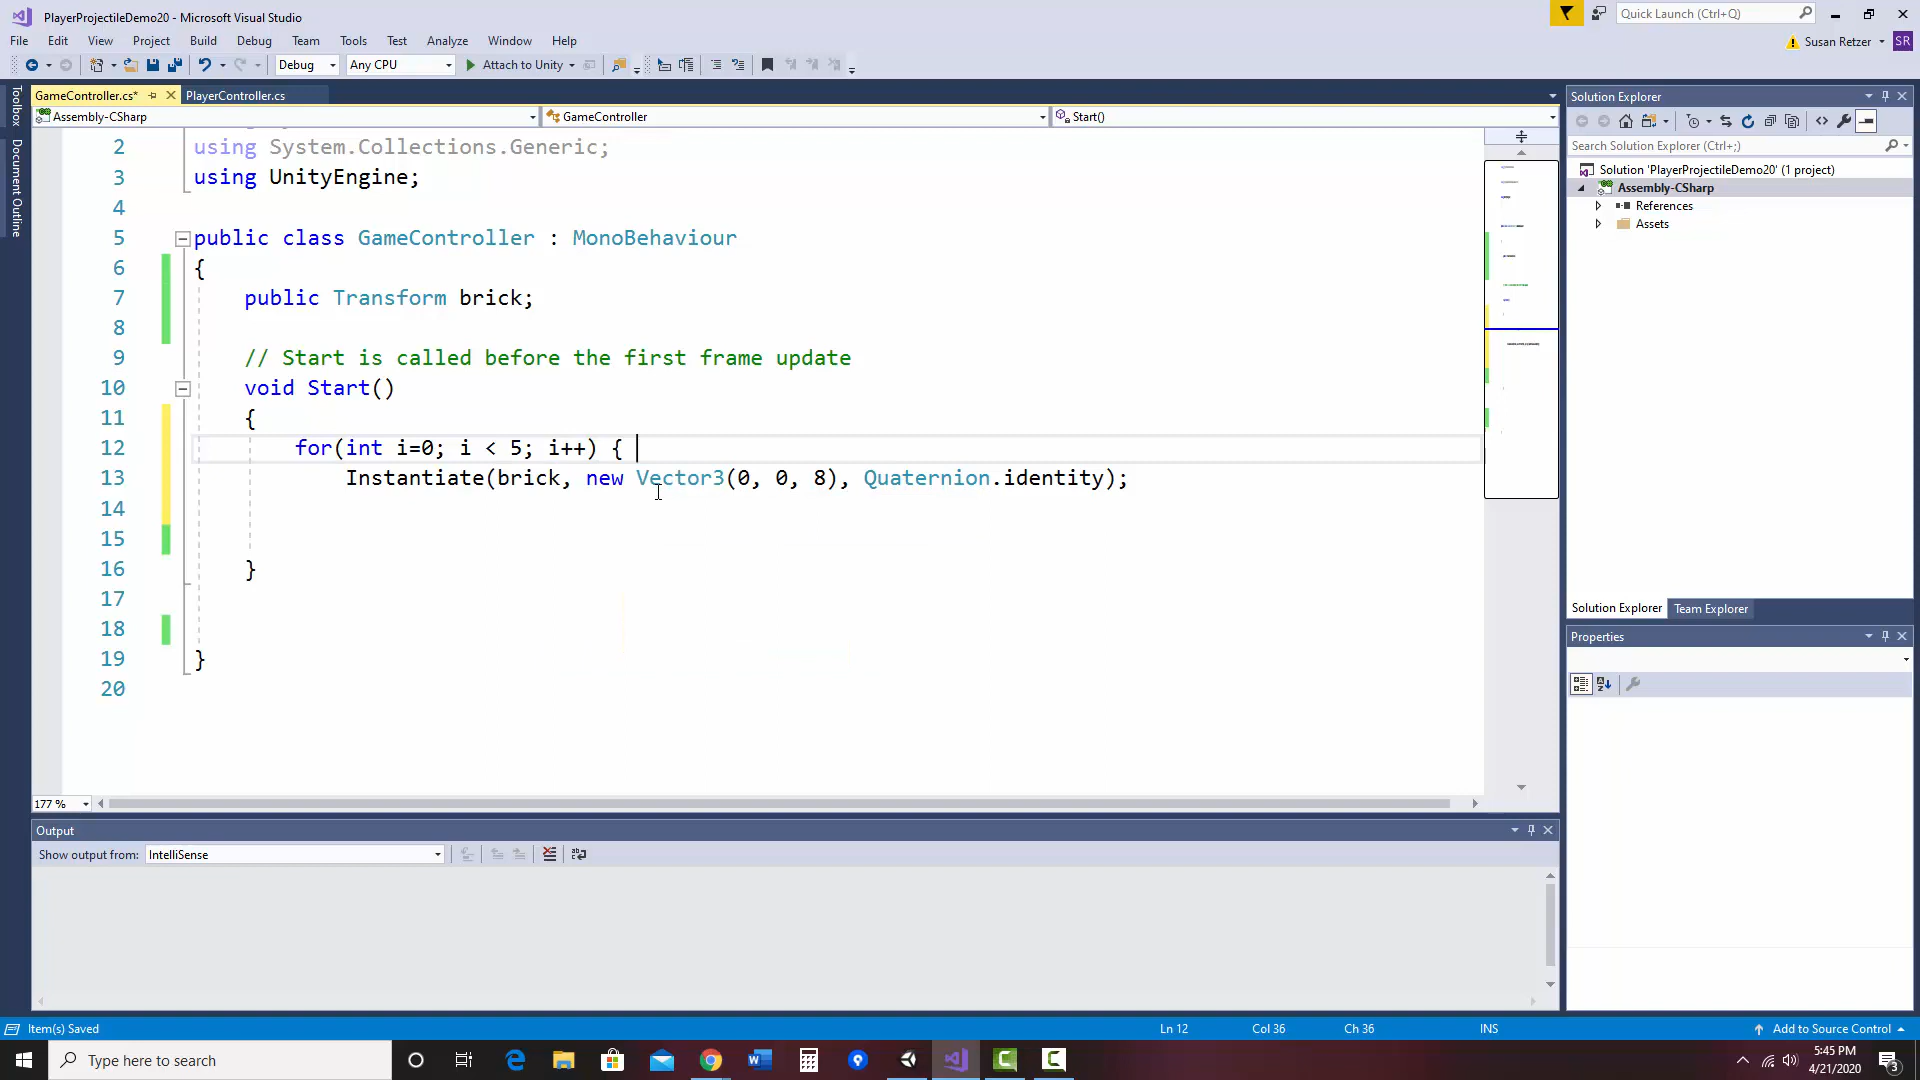 PlayerProjectileDemo20 - Microsoft Visual Studio
Quick Launch (Ctrl+Q)
File Edit View Project Build Debug Team Tools Test Analyze Window Help
Susan Retzer SR
Debug Any CPU Attach to Unity
Toolbox
Document Outline
GameController.cs* PlayerController.cs
Assembly-CSharp GameController Start()
2 using System.Collections.Generic;
3 using UnityEngine;
4
5 public class GameController : MonoBehaviour
6 {
7 public Transform brick;
8
9 // Start is called before the first frame update
10 void Start()
11 {
12 for(int i=0; i < 5; i++) {
13 Instantiate(brick, new Vector3(0, 0, 8), Quaternion.identity);
14
15
16 }
17
18
19 }
20
177 %
Output
Show output from: IntelliSense
Solution Explorer
Search Solution Explorer (Ctrl+;)
Solution 'PlayerProjectileDemo20' (1 project)
Assembly-CSharp
References
Assets
Solution Explorer Team Explorer
Properties
Item(s) Saved Ln 12 Col 36 Ch 36 INS Add to Source Control
Type here to search
5:45 PM
4/21/2020
3